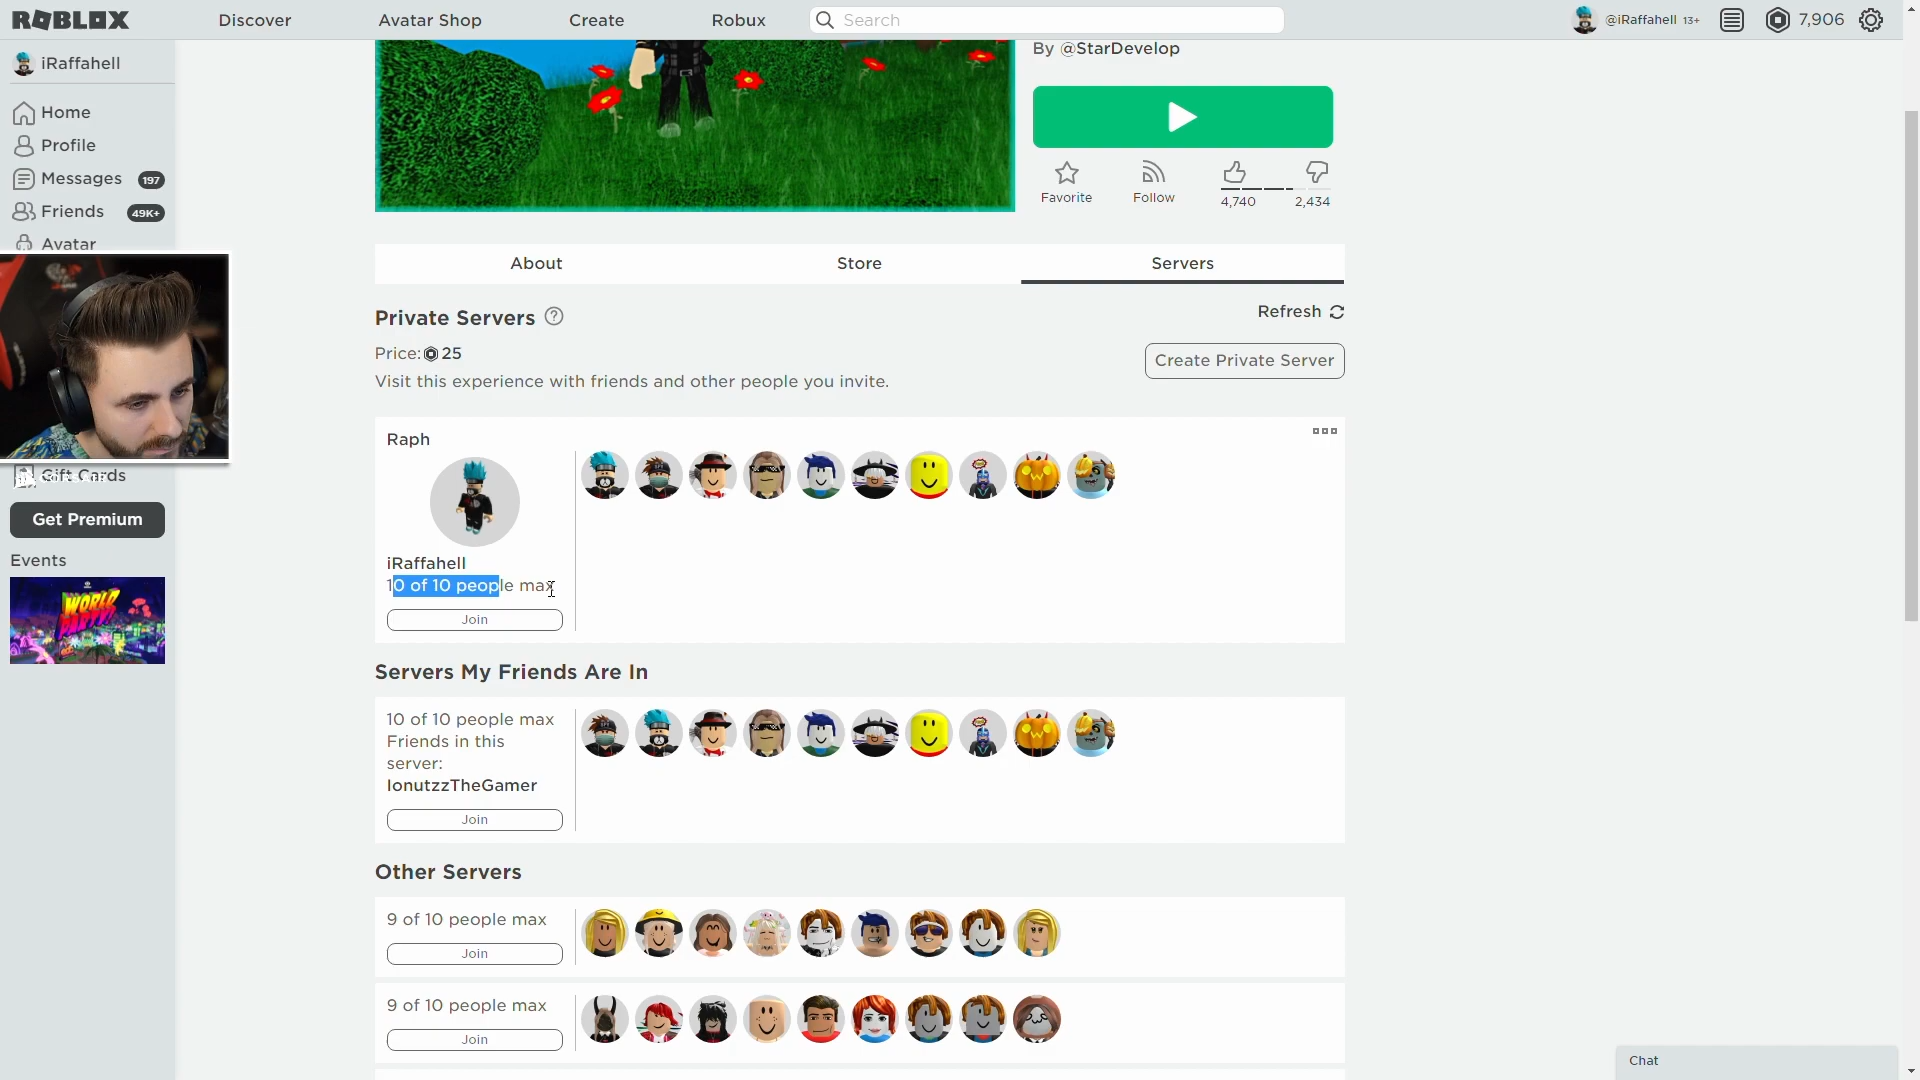 ROBLOX
Discover
Avatar Shop
Create
Robux
Search
@iRaffahell 13+
7,906
iRaffahell
Home
Profile
Messages 197
Friends 49K+
Avatar
Gift Cards
Get Premium
Events
WORLD PARTY!
By @StarDevelop
Favorite
Follow
4,740
2,434
About
Store
Servers
Private Servers
Refresh
Price: 25
Create Private Server
Visit this experience with friends and other people you invite.
Raph
iRaffahell
10 of 10 people max
Join
Servers My Friends Are In
10 of 10 people max
Friends in this
server:
IonutzzTheGamer
Join
Other Servers
9 of 10 people max
Join
9 of 10 people max
Join
Chat